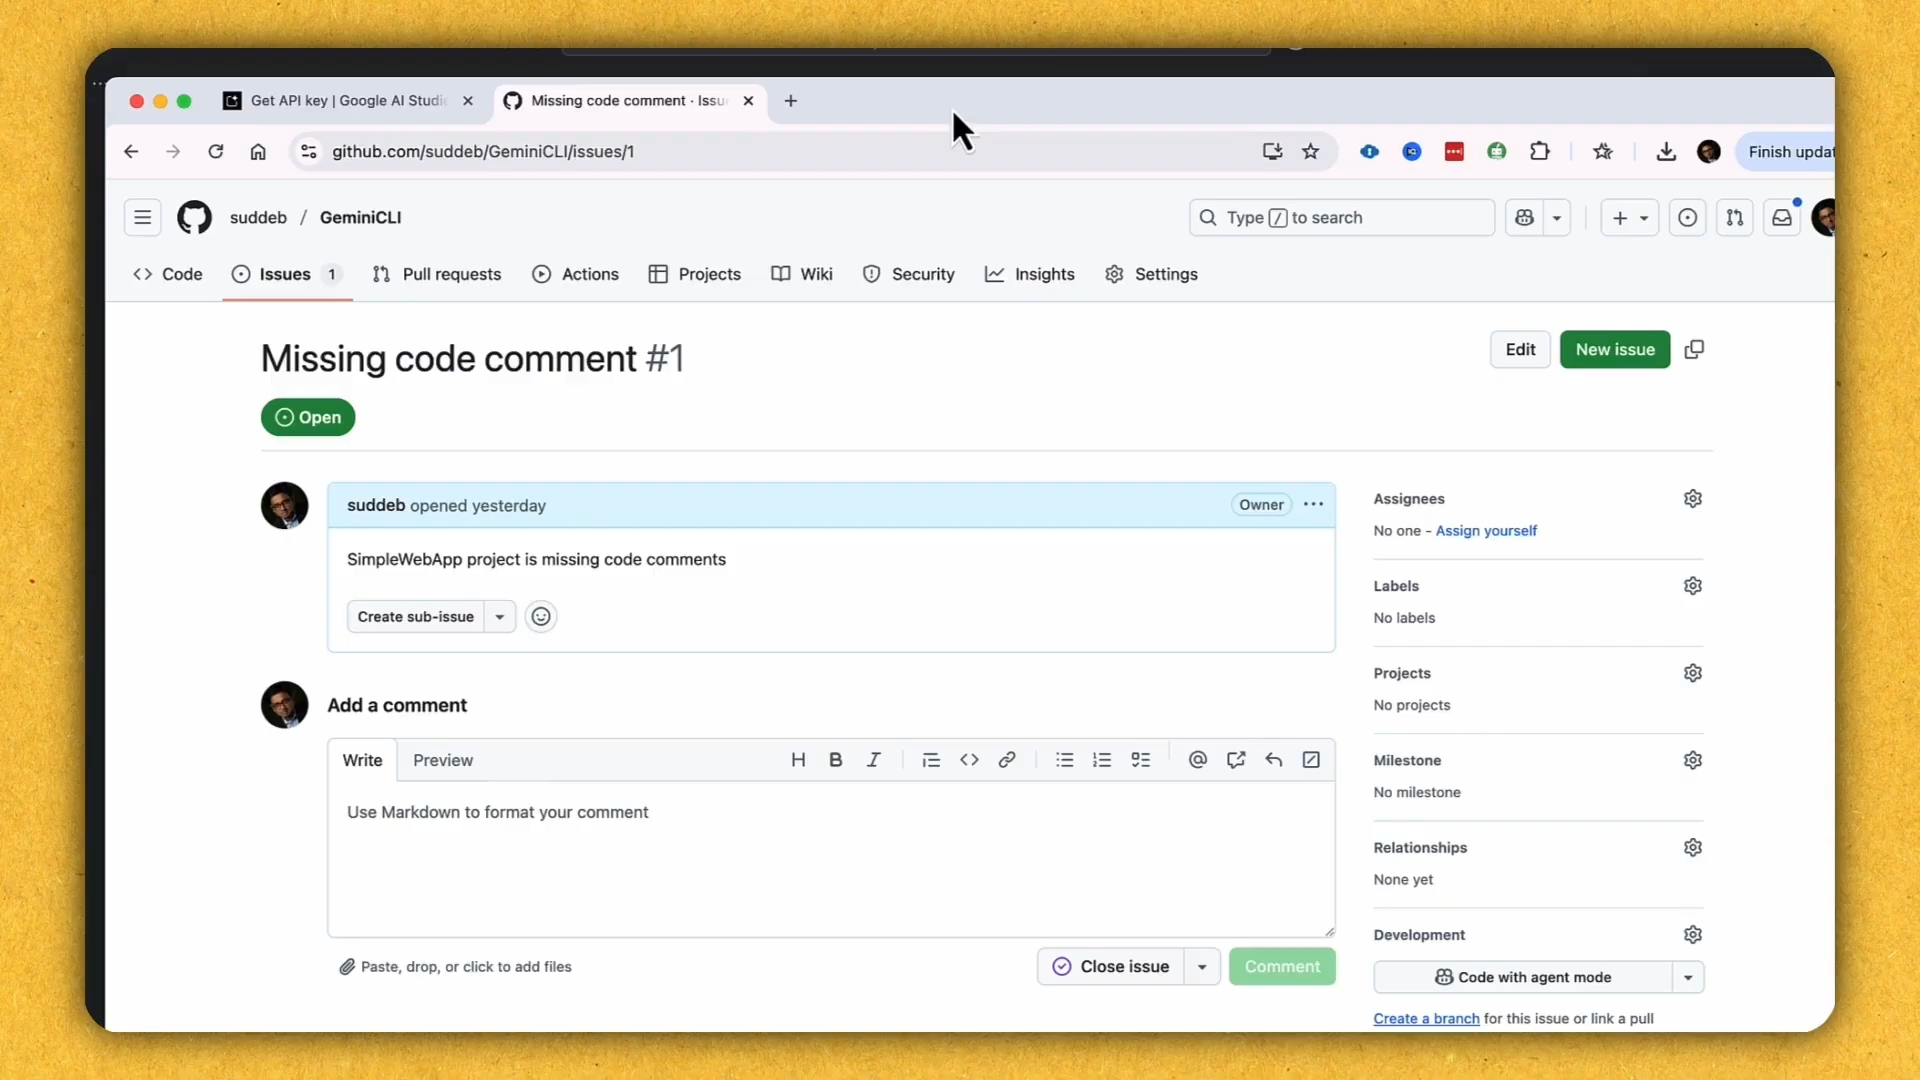 Get API key | Google AI Studi
Missing code comment · Issu
github.com/suddeb/GeminiCLI/issues/1
Finish updat
suddeb / GeminiCLI
Type / to search
Code
Issues 1
Pull requests
Actions
Projects
Wiki
Security
Insights
Settings
Missing code comment #1
Edit
New issue
Open
suddeb opened yesterday
Owner
SimpleWebApp project is missing code comments
Create sub-issue
Add a comment
Write
Preview
Use Markdown to format your comment
Paste, drop, or click to add files
Close issue
Comment
Assignees
No one - Assign yourself
Labels
No labels
Projects
No projects
Milestone
No milestone
Relationships
None yet
Development
Code with agent mode
Create a branch for this issue or link a pull